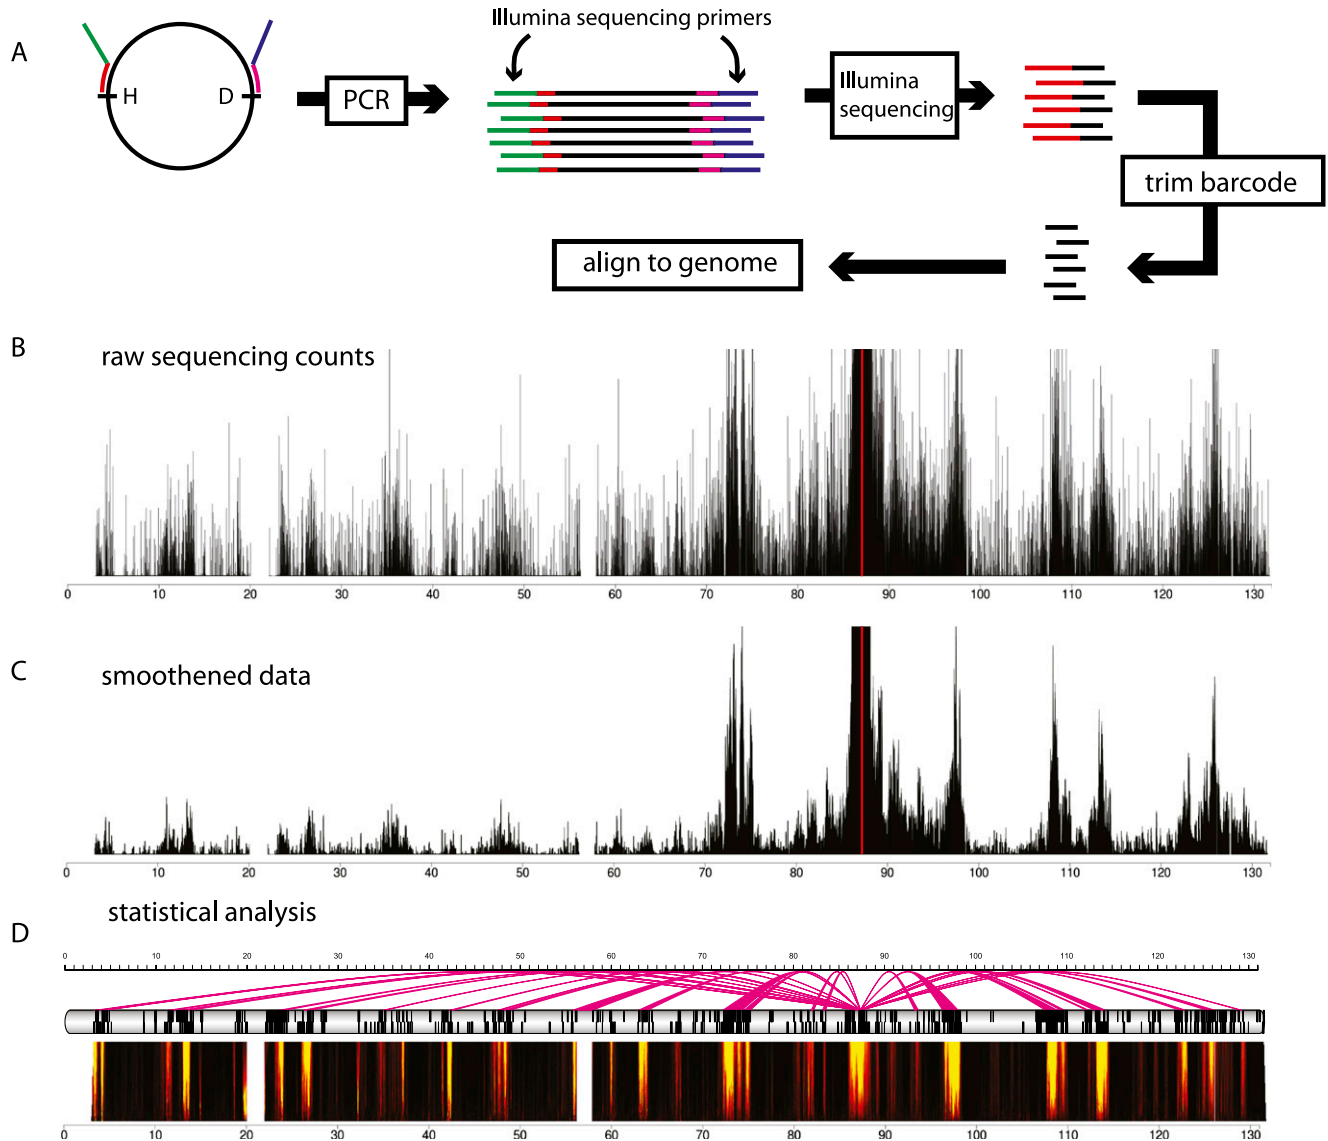 Illumina sequencing primers
A
H D
PCR
Illumina
sequencing
trim barcode
align to genome
B
raw sequencing counts
0 10 20 30 40 50 60 70 80 90 100 110 120 130
C
smoothened data
0 10 20 30 40 50 60 70 80 90 100 110 120 130
statistical analysis
D
0 10 20 30 40 50 60 70 80 90 100 110 120 130
0 10 20 30 40 50 60 70 80 90 100 110 120 130